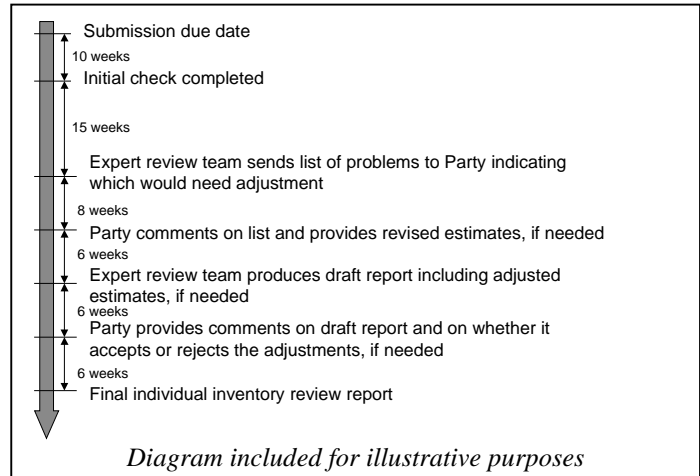 Submission due date
10 weeks
Initial check completed
15 weeks
Expert review team sends list of problems to Party indicating
which would need adjustment
8 weeks
Party comments on list and provides revised estimates, if needed
6 weeks
Expert review team produces draft report including adjusted
estimates, if needed
6 weeks
Party provides comments on draft report and on whether it
accepts or rejects the adjustments, if needed
6 weeks
Final individual inventory review report
Diagram included for illustrative purposes